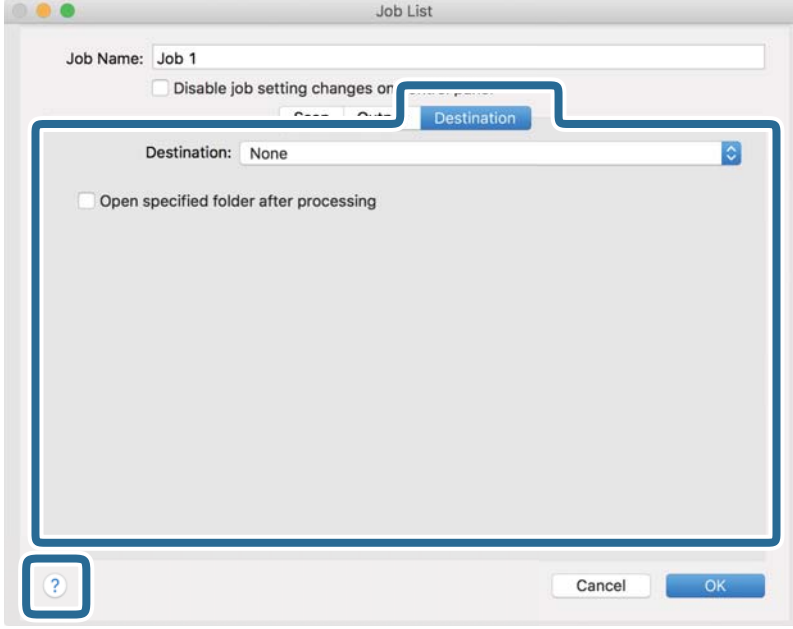 Job List
Job Name: Job 1
Disable job setting changes on
Destination
Destination: None
Open specified folder after processing
?
Cancel OK